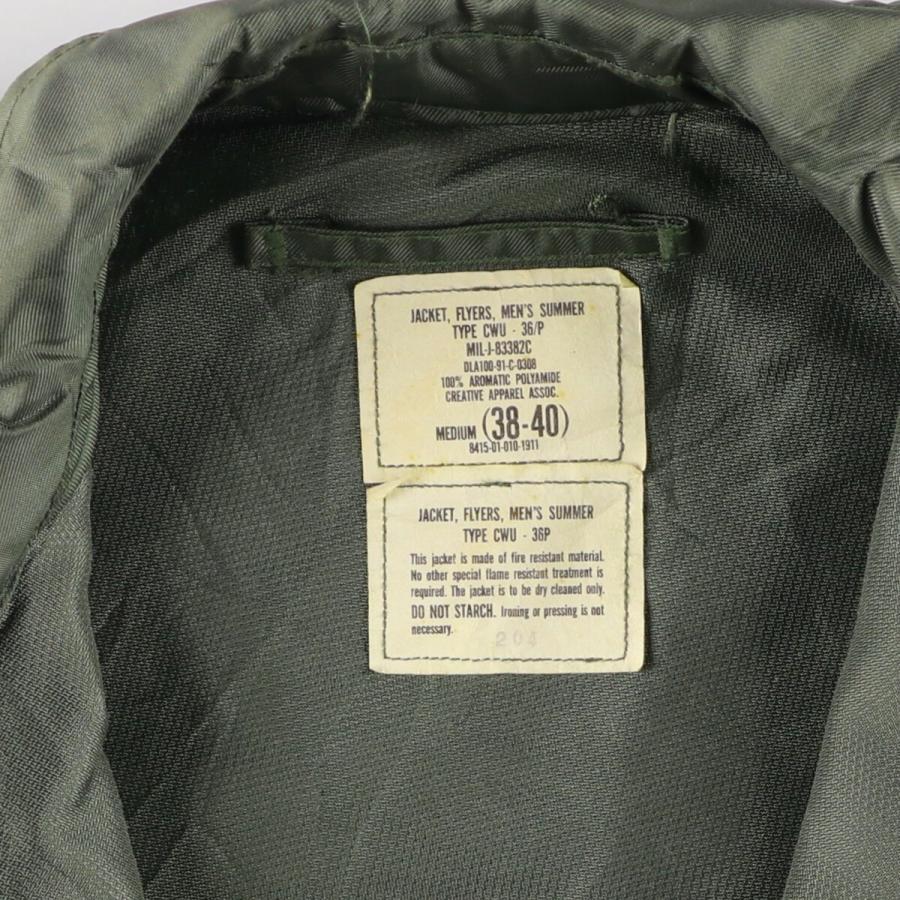 JACKET, FLYERS, MEN'S SUMMER
TYPE CWU - 36/P
MIL-J-83382C
DLA100-91-C-0308
100% AROMATIC POLYAMIDE
CREATIVE APPAREL ASSOC.
MEDIUM (38-40)
8415-01-010-1911
JACKET, FLYERS, MEN'S SUMMER
TYPE CWU - 36P
This jacket is made of fire resistant material.
No other special flame resistant treatment is
required. The jacket is to be dry cleaned only.
DO NOT STARCH. Ironing or pressing is not
necessary.
204